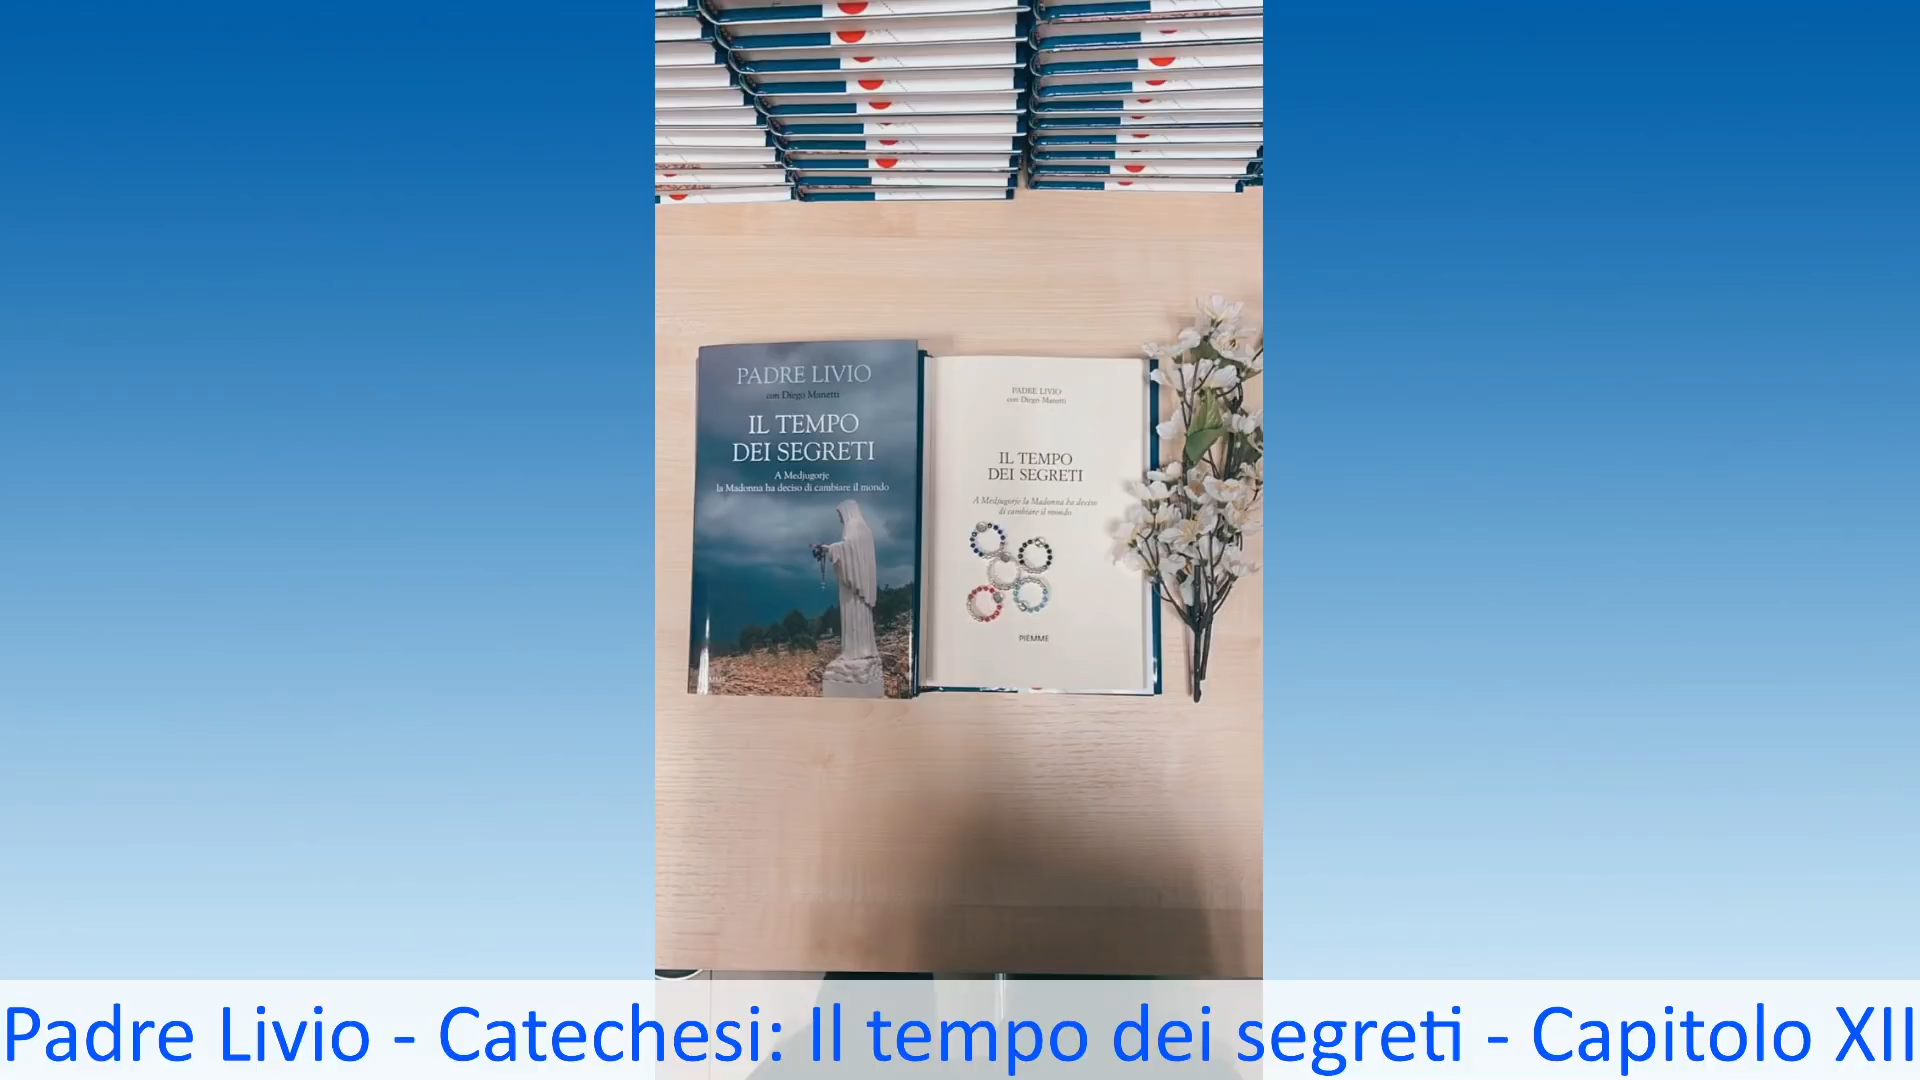 PADRE LIVIO
con Diego Manetti
IL TEMPO
DEI SEGRETI
A Medjugorje
la Madonna ha deciso di cambiare il mondo
PADRE LIVIO
con Diego Manetti
IL TEMPO
DEI SEGRETI
A Medjugorje la Madonna ha deciso
di cambiare il mondo
PIEMME
Padre Livio - Catechesi: Il tempo dei segreti - Capitolo XII